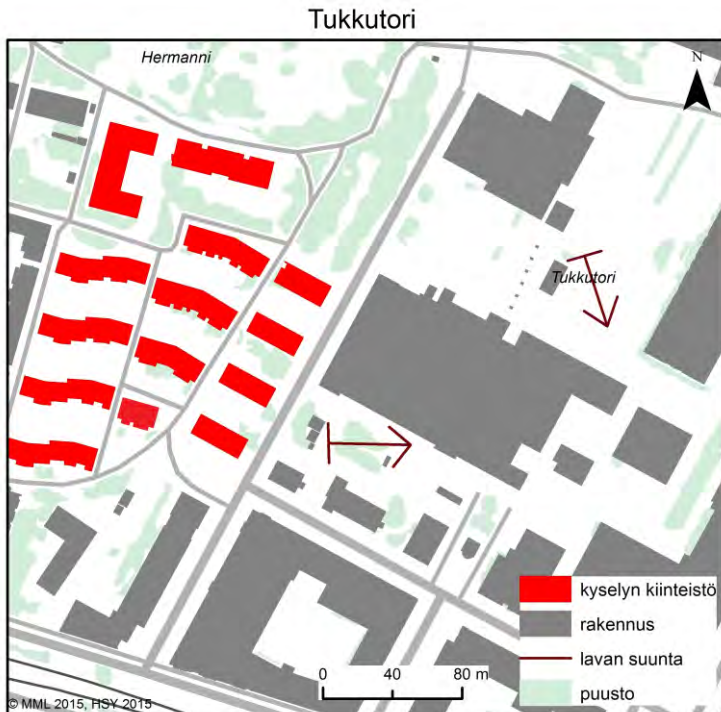 Tukkutori
Hermanni
N
Tukkutori
kyselyn kiinteistö
rakennus
lavan suunta
puusto
0 40 80 m
© MML 2015, HSY 2015